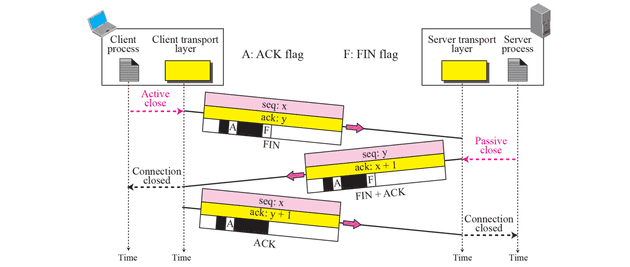 Client
process
Client transport
layer
A: ACK flag
F: FIN flag
Server transport
layer
Server
process
Active
close
seq: x
ack: y
A
F
FIN
Passive
close
seq: y
ack: x + 1
A
F
FIN + ACK
Connection
closed
seq: x
ack: y + 1
A
ACK
Connection
closed
Time
Time
Time
Time